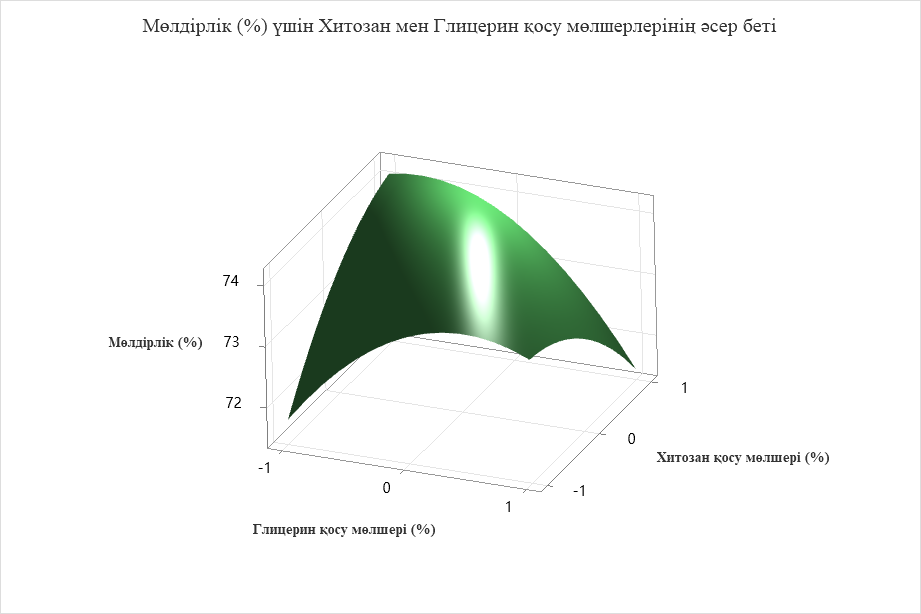 Мөлдірлік (%) үшін Хитозан мен Глицерин қосу мөлшерлерінің әсер беті
74
Мөлдірлік (%)
73
72
-1
0
1
Глицерин қосу мөлшері (%)
-1
0
1
Хитозан қосу мөлшері (%)